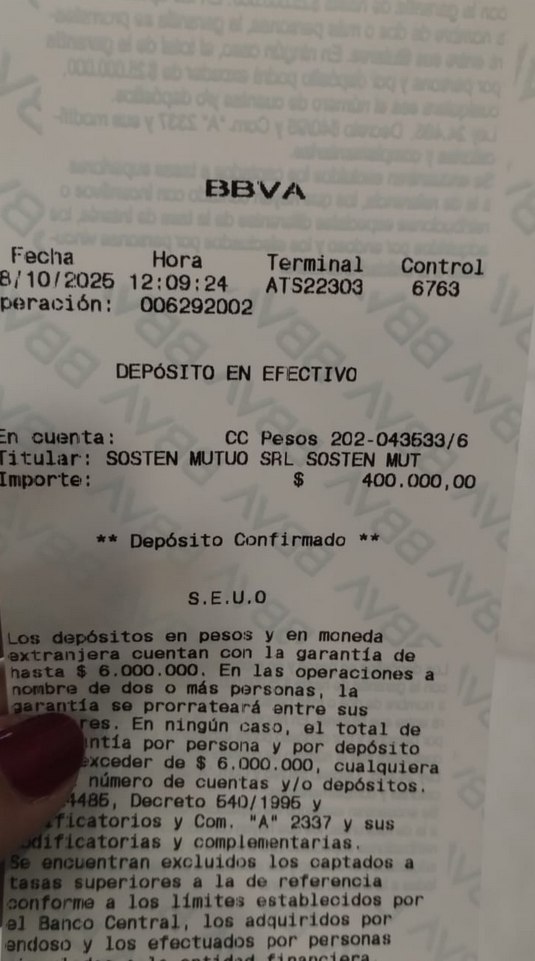 BBVA
Fecha Hora Terminal Control
8/10/2025 12:09:24 ATS22303 6763
peración: 006292002
DEPÓSITO EN EFECTIVO
En cuenta: CC Pesos 202-043533/6
Titular: SOSTEN MUTUO SRL SOSTEN MUT
Importe: $ 400.000,00
** Depósito Confirmado **
S.E.U.O
Los depósitos en pesos y en moneda
extranjera cuentan con la garantía de
hasta $ 6.000.000. En las operaciones a
nombre de dos o más personas, la
garantía se prorrateará entre sus
res. En ningún caso, el total de
ntía por persona y por depósito
exceder de $ 6.000.000, cualquiera
número de cuentas y/o depósitos.
4485, Decreto 540/1995 y
ificatorios y Com. "A" 2337 y sus
odificatorias y complementarias.
Se encuentran excluidos los captados a
tasas superiores a la de referencia
conforme a los límites establecidos por
el Banco Central, los adquiridos por
endoso y los efectuados por personas
entidad financiera